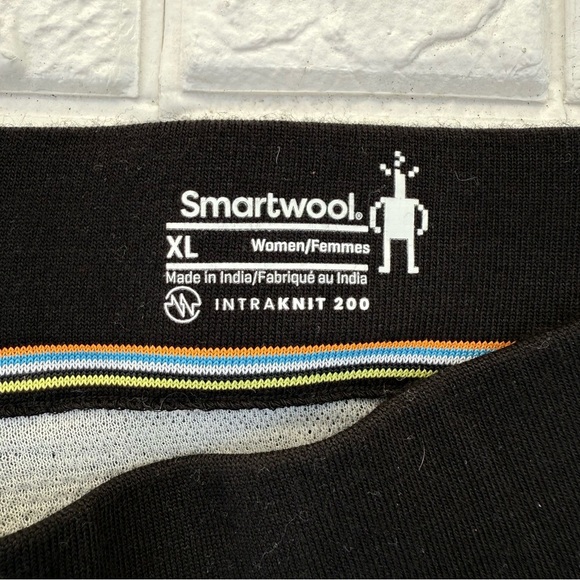 Smartwool®
XL Women/Femmes
Made in India/Fabriqué au India
INTRAKNIT 200